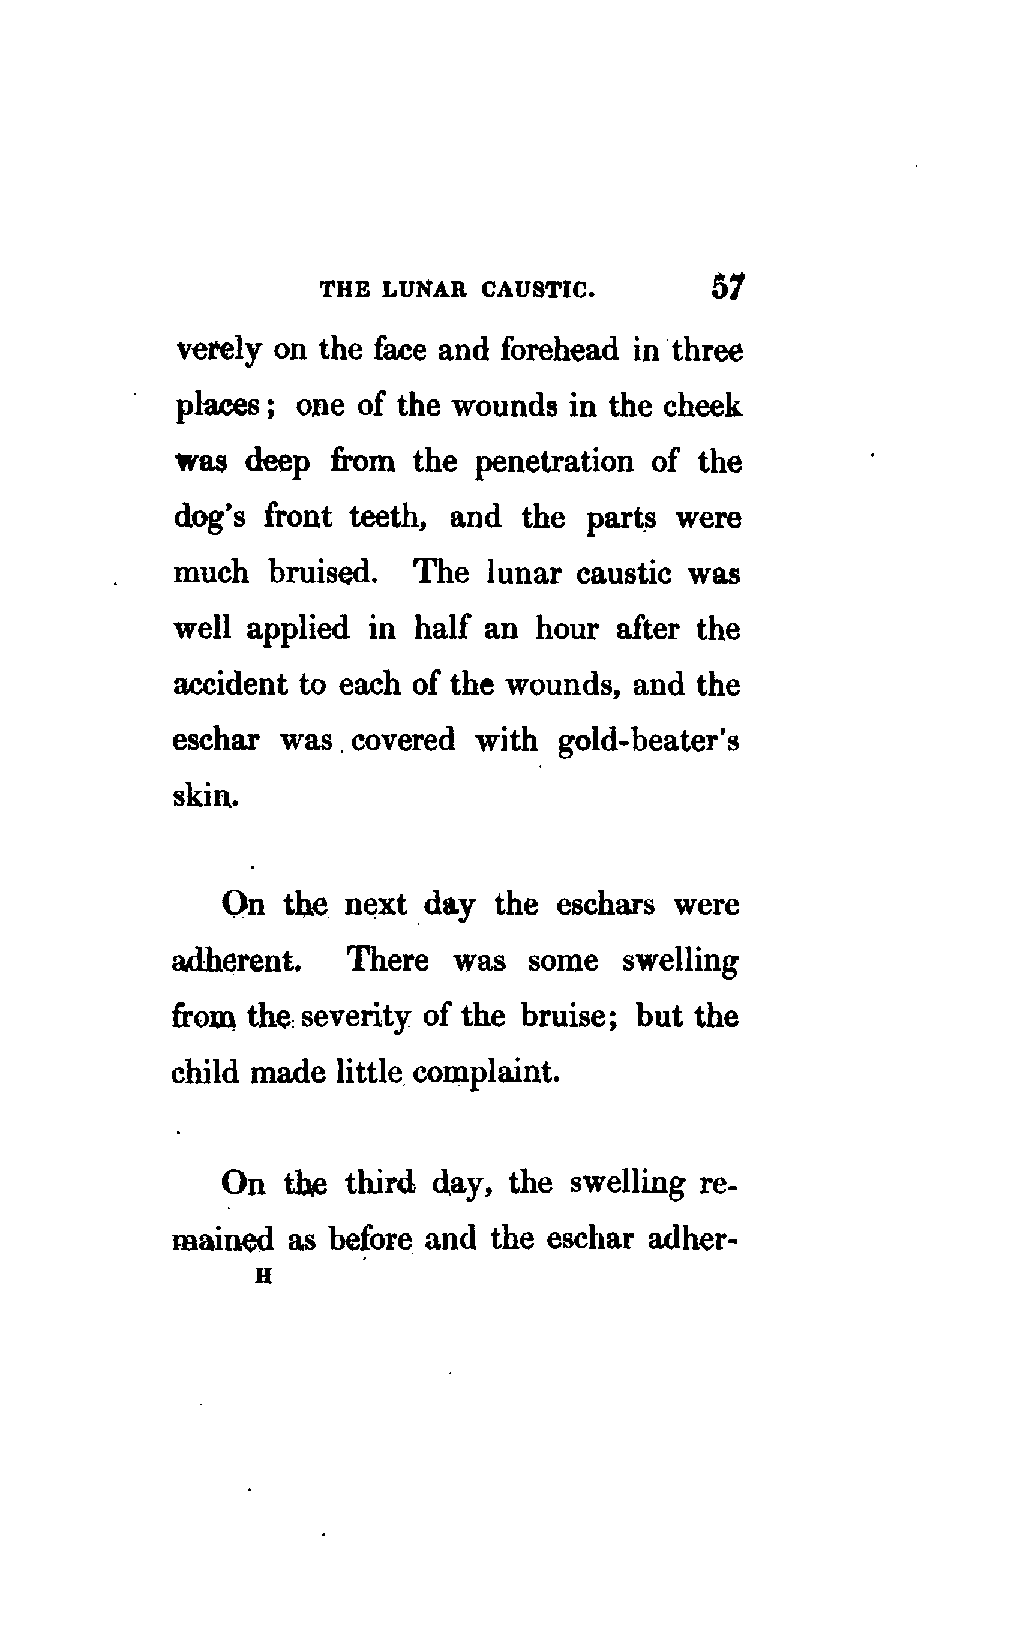 THE LUNAR CAUSTIC. 57
verely on the face and forehead in three
places; one of the wounds in the cheek
was deep from the penetration of the
dog's front teeth, and the parts were
much bruised. The lunar caustic was
well applied in half an hour after the
accident to each of the wounds, and the
eschar was covered with gold-beater's
skin.
On the next day the eschars were
adherent. There was some swelling
from the severity of the bruise; but the
child made little complaint.
On the third day, the swelling re-
mained as before and the eschar adher-
H